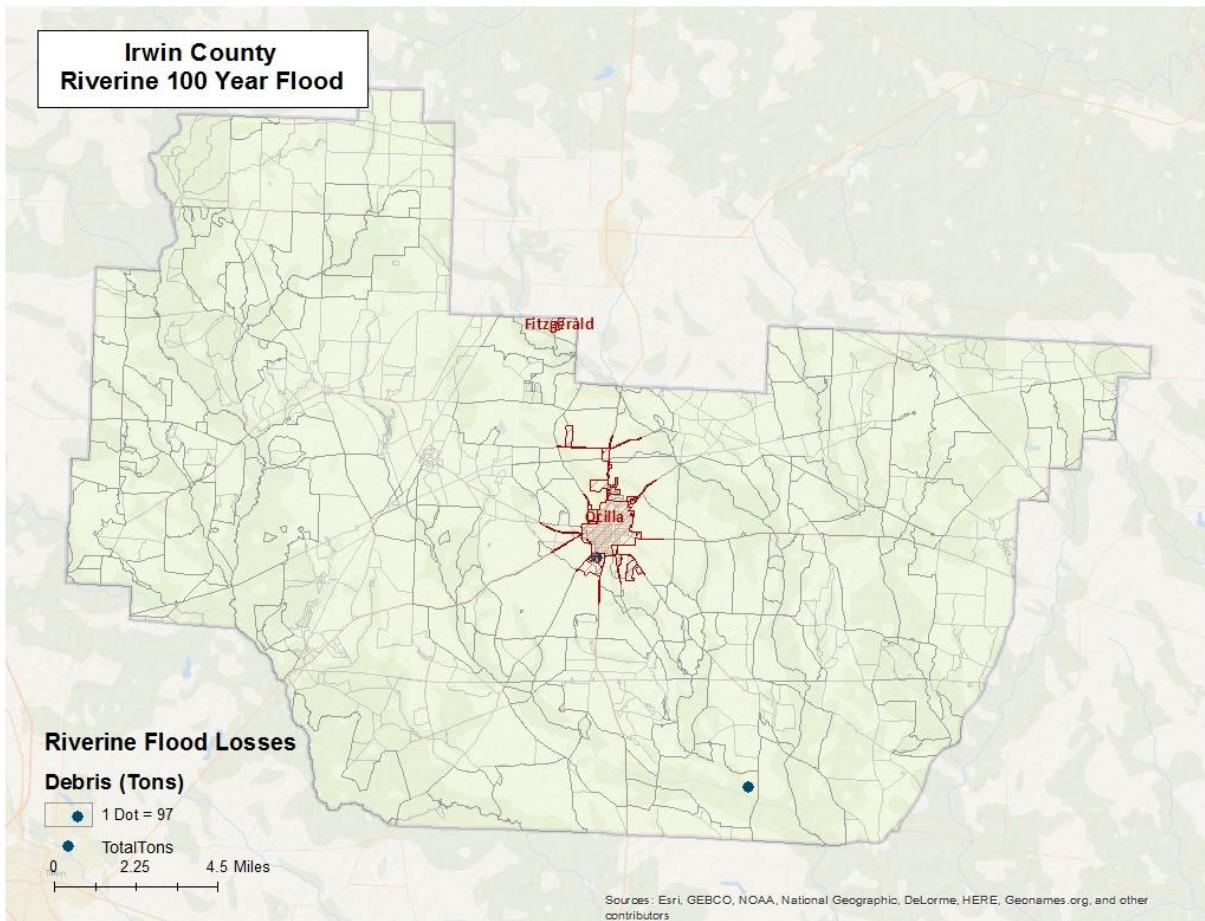 Irwin County
Riverine 100 Year Flood
Fitzgerald
Ocilla
Riverine Flood Losses
Debris (Tons)
1 Dot = 97
TotalTons
0 2.25 4.5 Miles
Sources: Esri, GEBCO, NOAA, National Geographic, DeLorme, HERE, Geonames.org, and other
contributors